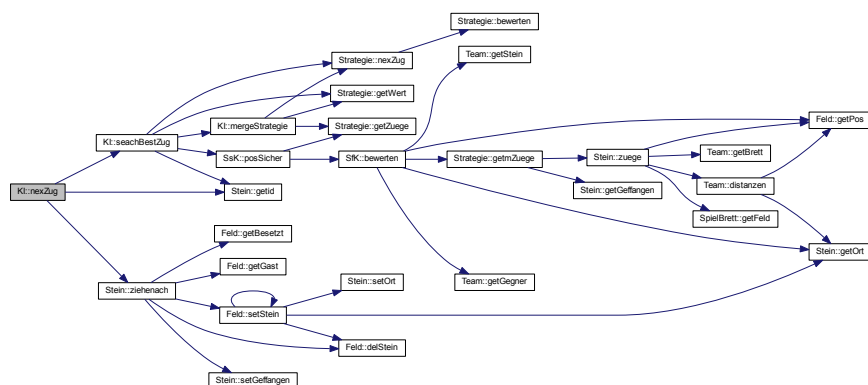 Strategie::bewerten
Team::getStein
Strategie::nexZug
Strategie::getWert
Feld::getPos
KI::mergeStrategie
Strategie::getZuege
KI::seachBestZug
Team::getBrett
Stein::zuege
SsK::posSicher
SfK::bewerten
Strategie::getmZuege
KI::nexZug
Stein::getid
Stein::getGeffangen
Team::distanzen
SpielBrett::getFeld
Feld::getBesetzt
Stein::getOrt
Feld::getGast
Stein::setOrt
Team::getGegner
Stein::ziehenach
Feld::setStein
Feld::delStein
Stein::setGeffangen